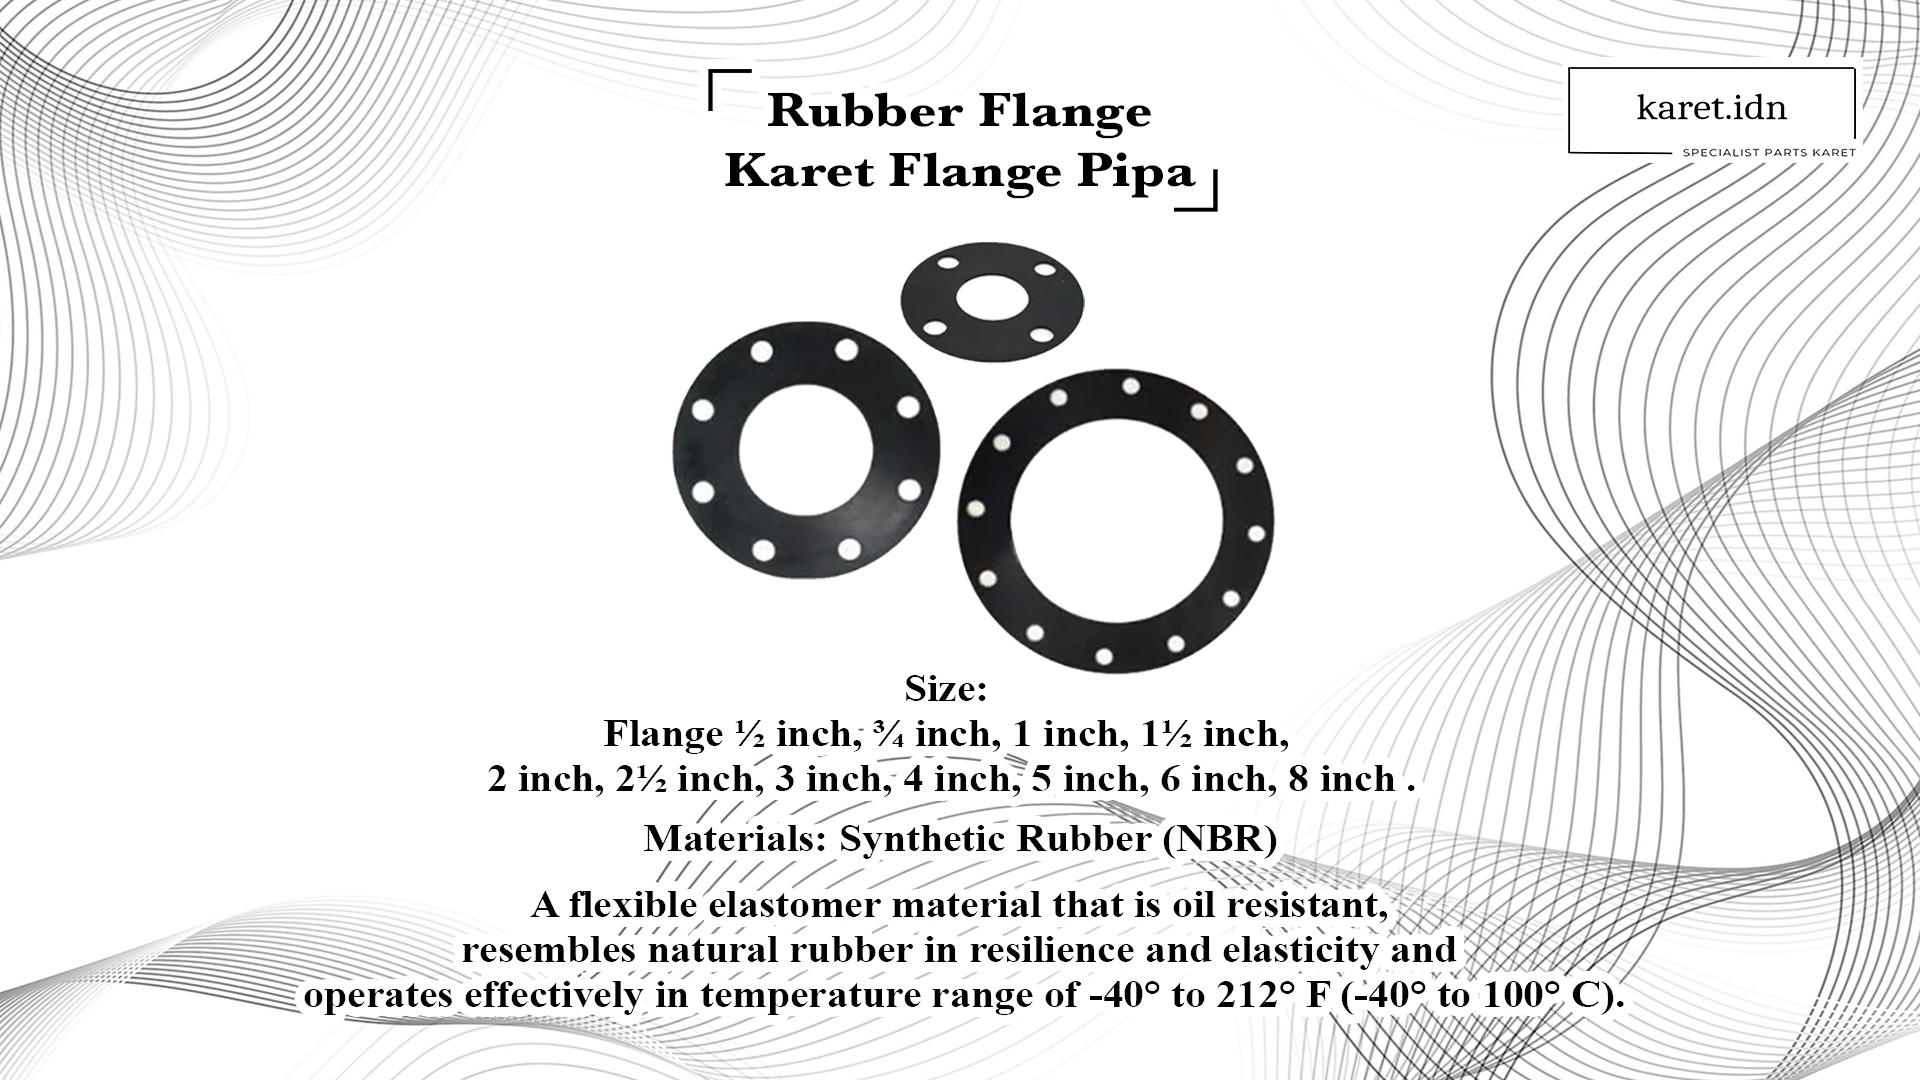 Rubber Flange
Karet Flange Pipa
karet.idn
SPECIALIST PARTS KARET
Size:
Flange ½ inch, ¾ inch, 1 inch, 1½ inch,
2 inch, 2½ inch, 3 inch, 4 inch, 5 inch, 6 inch, 8 inch .
Materials: Synthetic Rubber (NBR)
A flexible elastomer material that is oil resistant,
resembles natural rubber in resilience and elasticity and
operates effectively in temperature range of -40° to 212° F (-40° to 100° C).